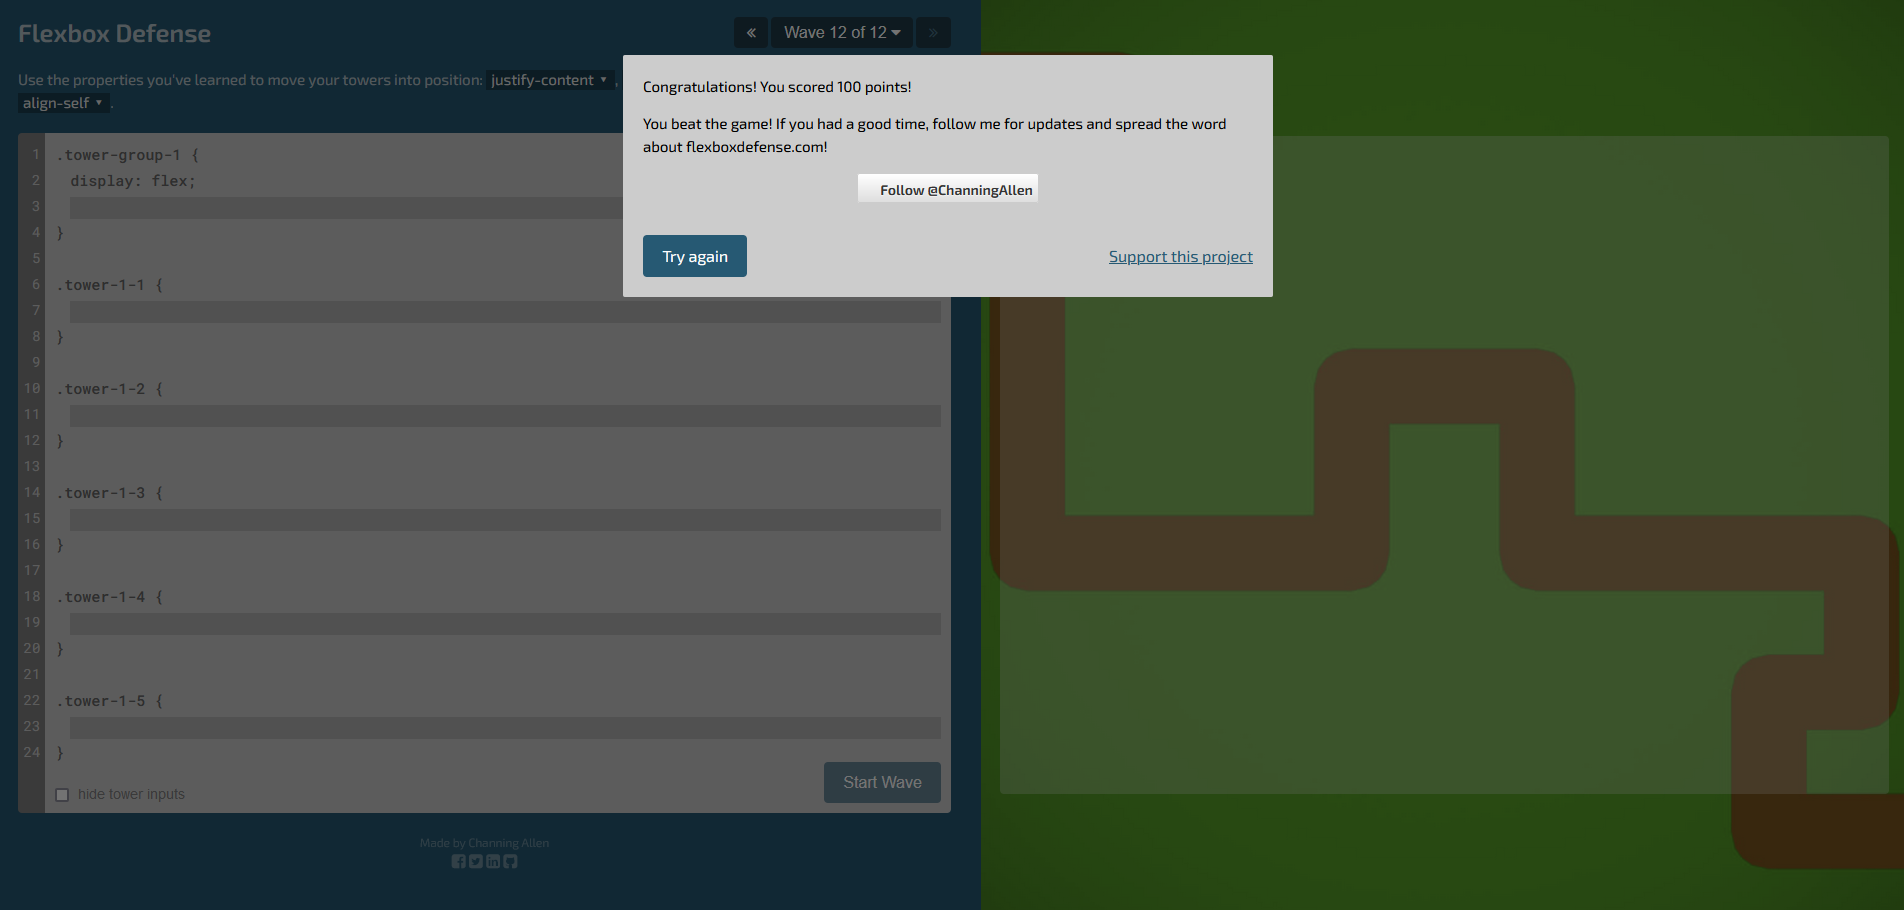 Flexbox Defense
«
Wave 12 of 12
»
Use the properties you've learned to move your towers into position: justify-content ▼ ,
align-self ▼ .
Congratulations! You scored 100 points!
You beat the game! If you had a good time, follow me for updates and spread the word
about flexboxdefense.com!
Follow @ChanningAllen
Try again
Support this project
1 .tower-group-1 {
2 display: flex;
3
4 }
5
6 .tower-1-1 {
7
8 }
9
10 .tower-1-2 {
11
12 }
13
14 .tower-1-3 {
15
16 }
17
18 .tower-1-4 {
19
20 }
21
22 .tower-1-5 {
23
24 }
hide tower inputs
Start Wave
Made by Channing Allen